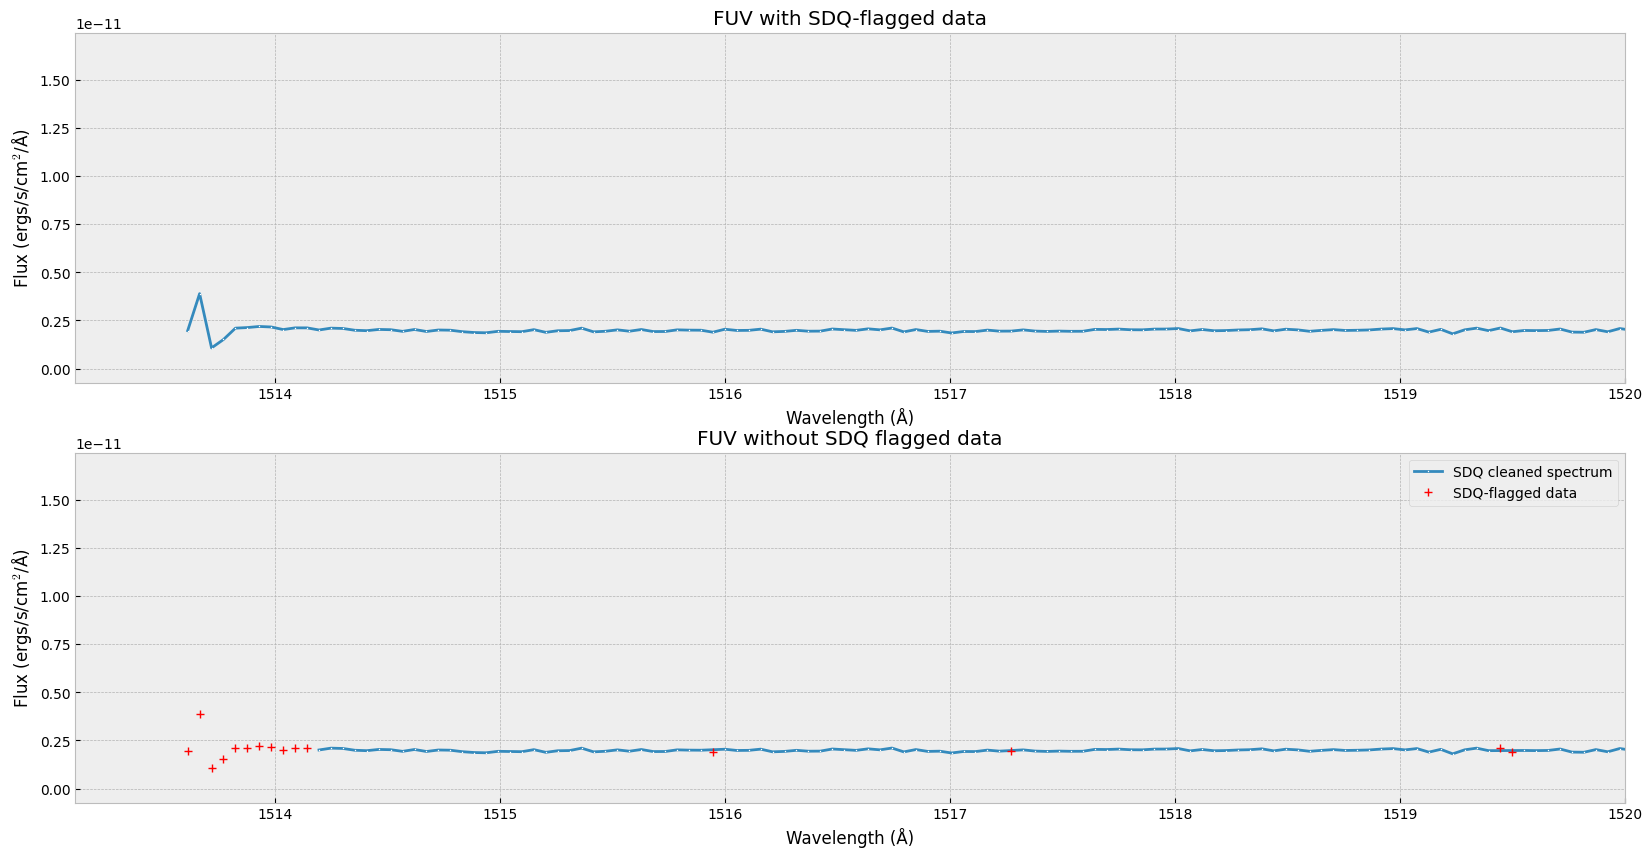 FUV with SDQ-flagged data
1e−11
1.50
1.25
1.00
0.75
0.50
0.25
0.00
Flux (ergs/s/cm²/Å)
1514 1515 1516 1517 1518 1519 1520
Wavelength (Å)
FUV without SDQ flagged data
1e−11
SDQ cleaned spectrum
SDQ-flagged data
1.50
1.25
1.00
0.75
0.50
0.25
0.00
Flux (ergs/s/cm²/Å)
1514 1515 1516 1517 1518 1519 1520
Wavelength (Å)